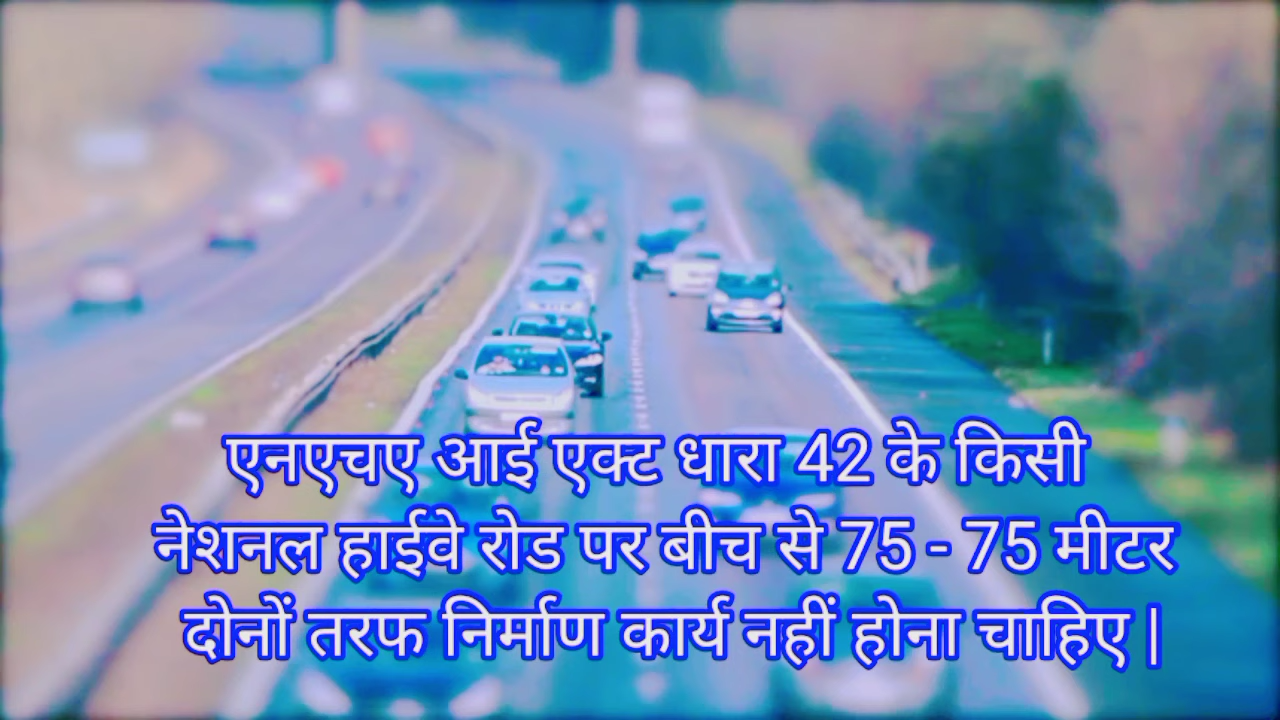 एनएचए आई एक्ट धारा 42 के किसी
नेशनल हाईवे रोड पर बीच से 75 - 75 मीटर
दोनों तरफ निर्माण कार्य नहीं होना चाहिए |